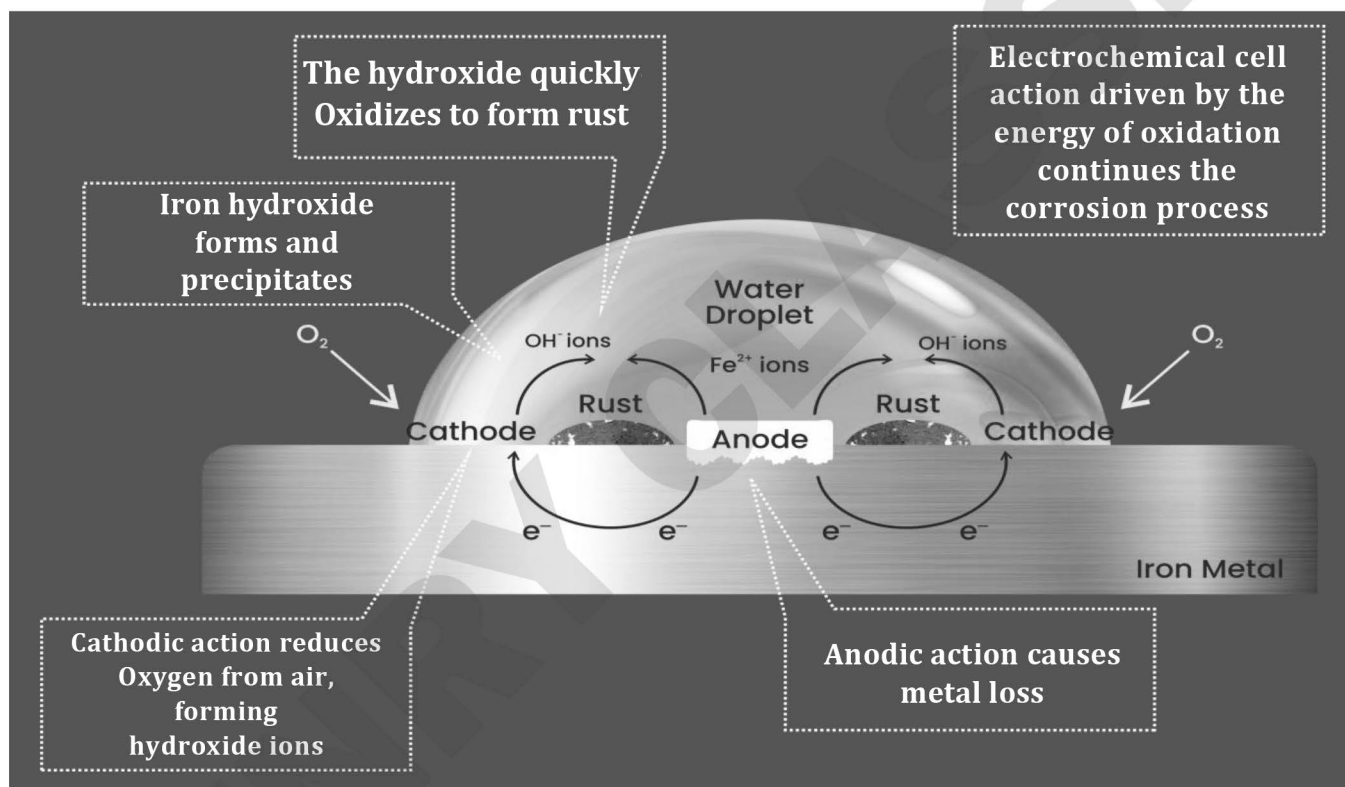 The hydroxide quickly
Oxidizes to form rust
Electrochemical cell
action driven by the
energy of oxidation
continues the
corrosion process
Iron hydroxide
forms and
precipitates
Water
Droplet
O₂
O₂
OH⁻ ions
Fe²⁺ ions
OH⁻ ions
Rust
Rust
Cathode
Anode
Cathode
e⁻
e⁻
e⁻
e⁻
Iron Metal
Cathodic action reduces
Oxygen from air,
forming
hydroxide ions
Anodic action causes
metal loss